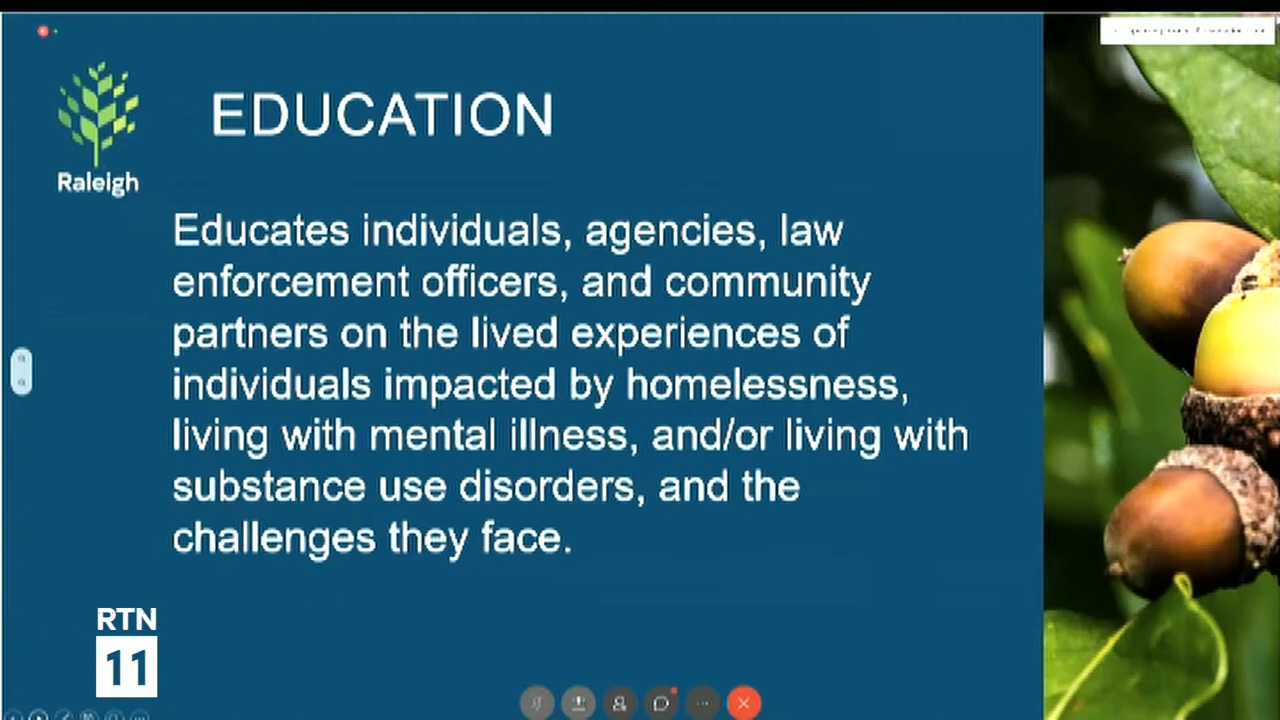 EDUCATION
Raleigh
Educates individuals, agencies, law
enforcement officers, and community
partners on the lived experiences of
individuals impacted by homelessness,
living with mental illness, and/or living with
substance use disorders, and the
challenges they face.
RTN
11